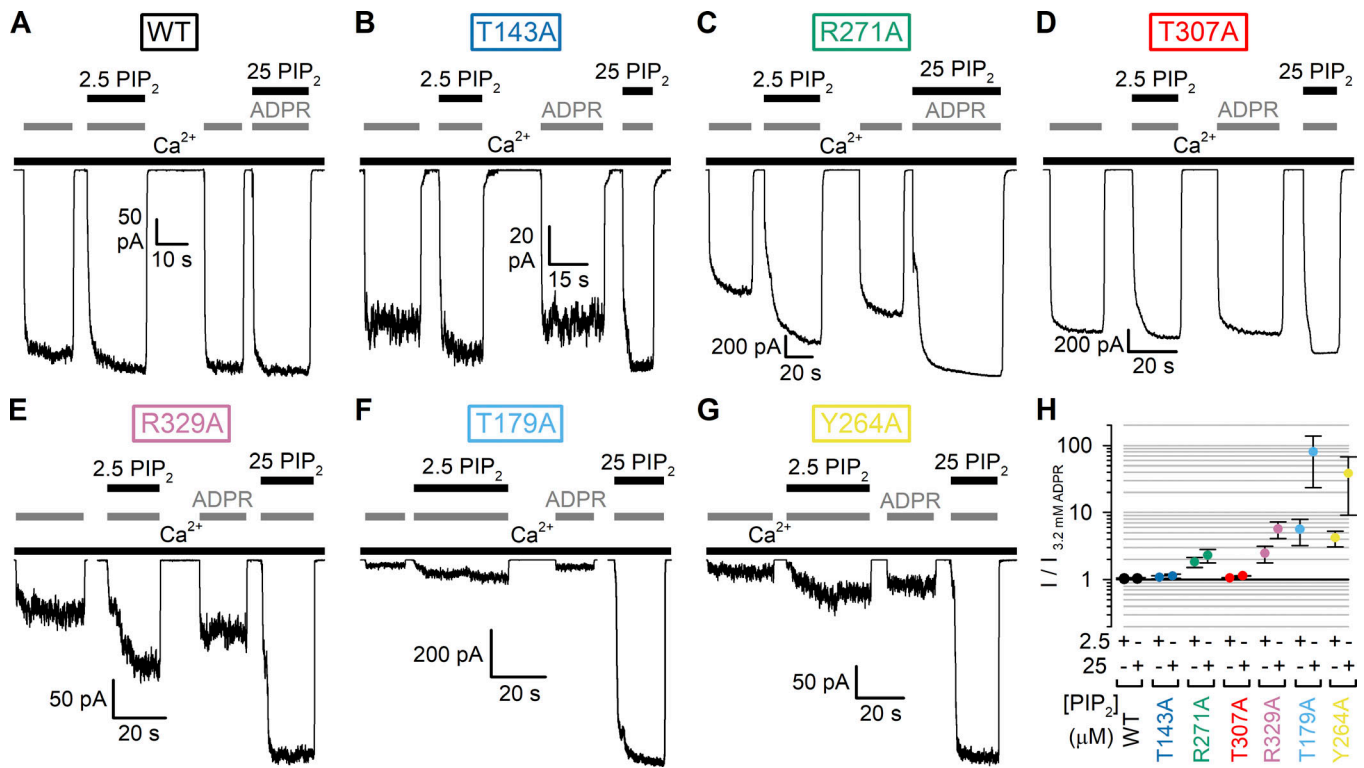 A
WT
2.5 PIP2
25 PIP2
ADPR
Ca2+
50
pA
10 s
B
T143A
2.5 PIP2
25 PIP2
ADPR
Ca2+
20
pA
15 s
C
R271A
2.5 PIP2
25 PIP2
ADPR
Ca2+
200 pA
20 s
D
T307A
2.5 PIP2
25 PIP2
ADPR
Ca2+
200 pA
20 s
E
R329A
2.5 PIP2
25 PIP2
ADPR
Ca2+
50 pA
20 s
F
T179A
2.5 PIP2
25 PIP2
ADPR
Ca2+
200 pA
20 s
G
Y264A
2.5 PIP2
25 PIP2
ADPR
Ca2+
50 pA
20 s
H
I / I 3.2 mM ADPR
100
10
1
2.5 + - + - + - + - + - + - + -
25 - + - + - + - + - + - + - +
[PIP2]
(μM)
WT
T143A
R271A
T307A
R329A
T179A
Y264A